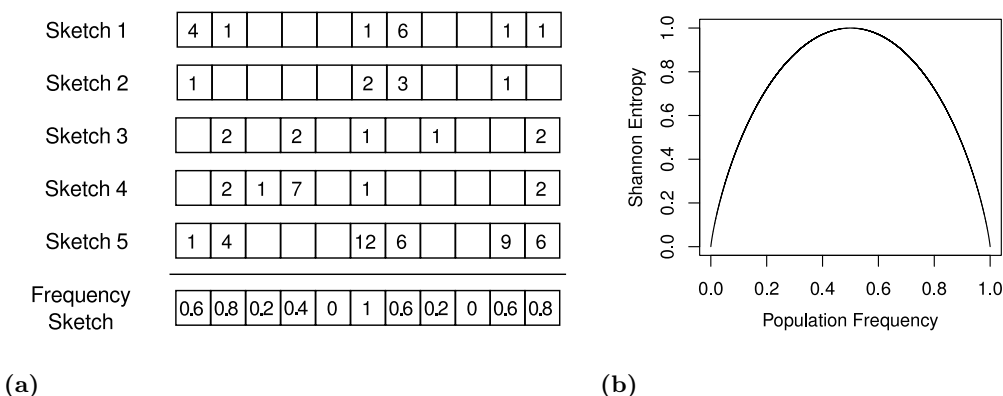 Sketch 1 4 1 1 6 1 1
Sketch 2 1 2 3 1
Sketch 3 2 2 1 1 2
Sketch 4 2 1 7 1 2
Sketch 5 1 4 12 6 9 6
Frequency
Sketch
0.6 0.8 0.2 0.4 0 1 0.6 0.2 0 0.6 0.8
(a)
Shannon Entropy
1.0
0.8
0.6
0.4
0.2
0.0
0.0 0.2 0.4 0.6 0.8 1.0
Population Frequency
(b)